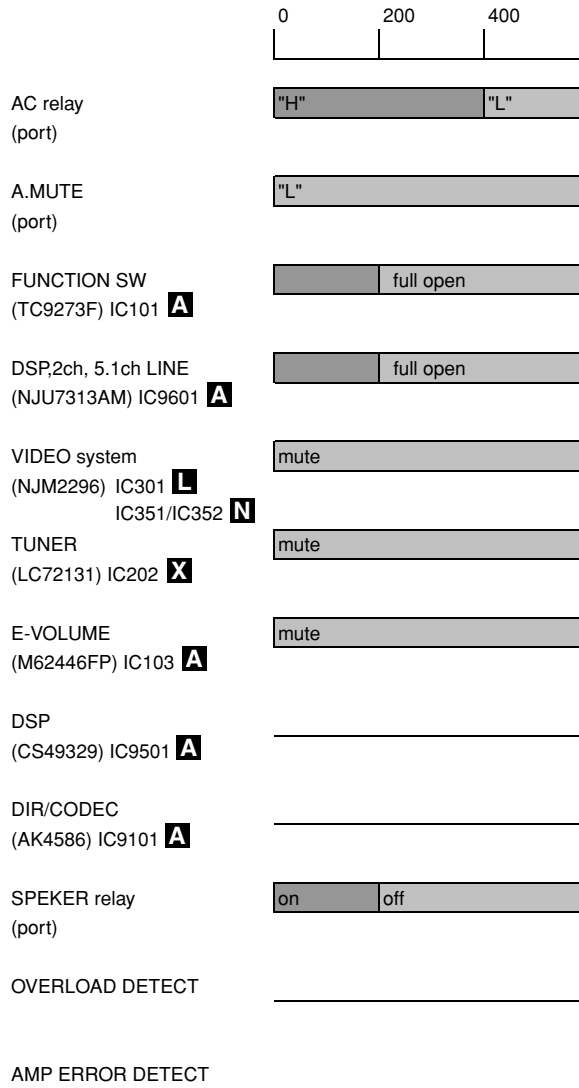 0 200 400
AC relay "H" "L"
(port)
A.MUTE "L"
(port)
FUNCTION SW full open
(TC9273F) IC101 A
DSP,2ch, 5.1ch LINE full open
(NJU7313AM) IC9601 A
VIDEO system mute
(NJM2296) IC301 L
IC351/IC352 N
TUNER mute
(LC72131) IC202 X
E-VOLUME mute
(M62446FP) IC103 A
DSP
(CS49329) IC9501 A
DIR/CODEC
(AK4586) IC9101 A
SPEKER relay on off
(port)
OVERLOAD DETECT
AMP ERROR DETECT